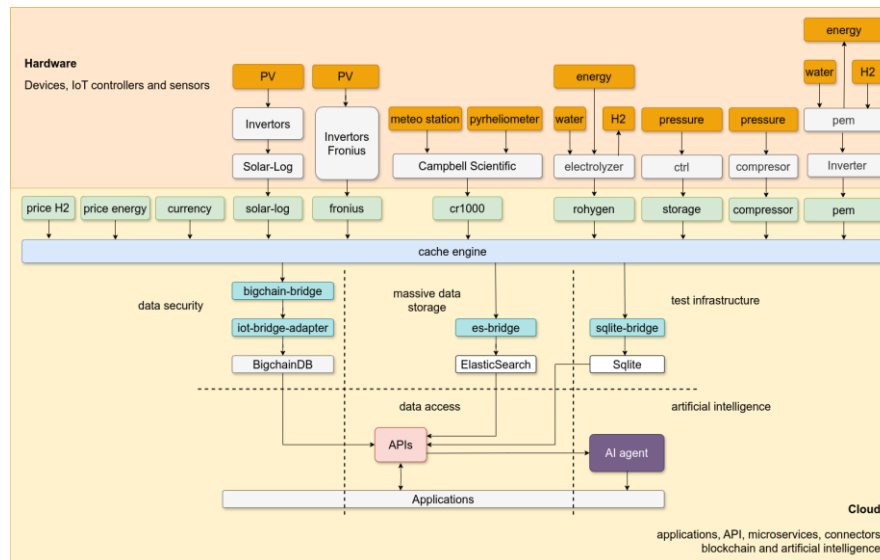 energy
Hardware
Devices, IoT controllers and sensors
PV
PV
energy
water
H2
meteo station
pyrheliometer
water
H2
pressure
pressure
pem
Invertors
Invertors
Fronius
Solar-Log
Campbell Scientific
electrolyzer
ctrl
compresor
Inverter
price H2
price energy
currency
solar-log
fronius
cr1000
rohygen
storage
compressor
pem
cache engine
bigchain-bridge
data security
massive data
storage
test infrastructure
iot-bridge-adapter
es-bridge
sqlite-bridge
BigchainDB
ElasticSearch
Sqlite
data access
artificial intelligence
APIs
AI agent
Applications
Cloud
applications, API, microservices, connectors
blockchain and artificial intelligence